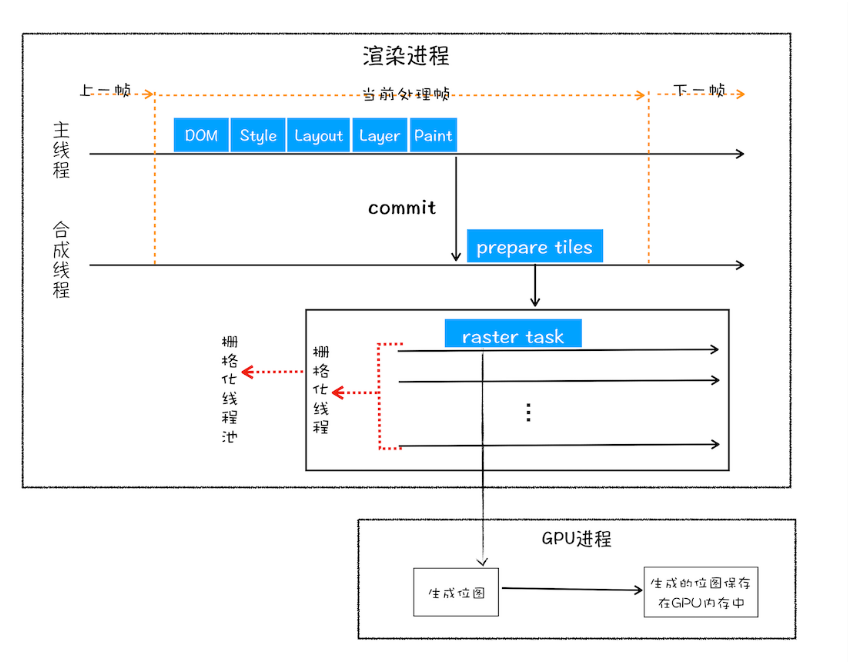 渲染进程
上一帧
当前处理帧
下一帧
主线程
DOM
Style
Layout
Layer
Paint
commit
合成线程
prepare tiles
raster task
栅格化线程池
栅格化线程
GPU进程
生成位图
生成的位图保存
在GPU内存中